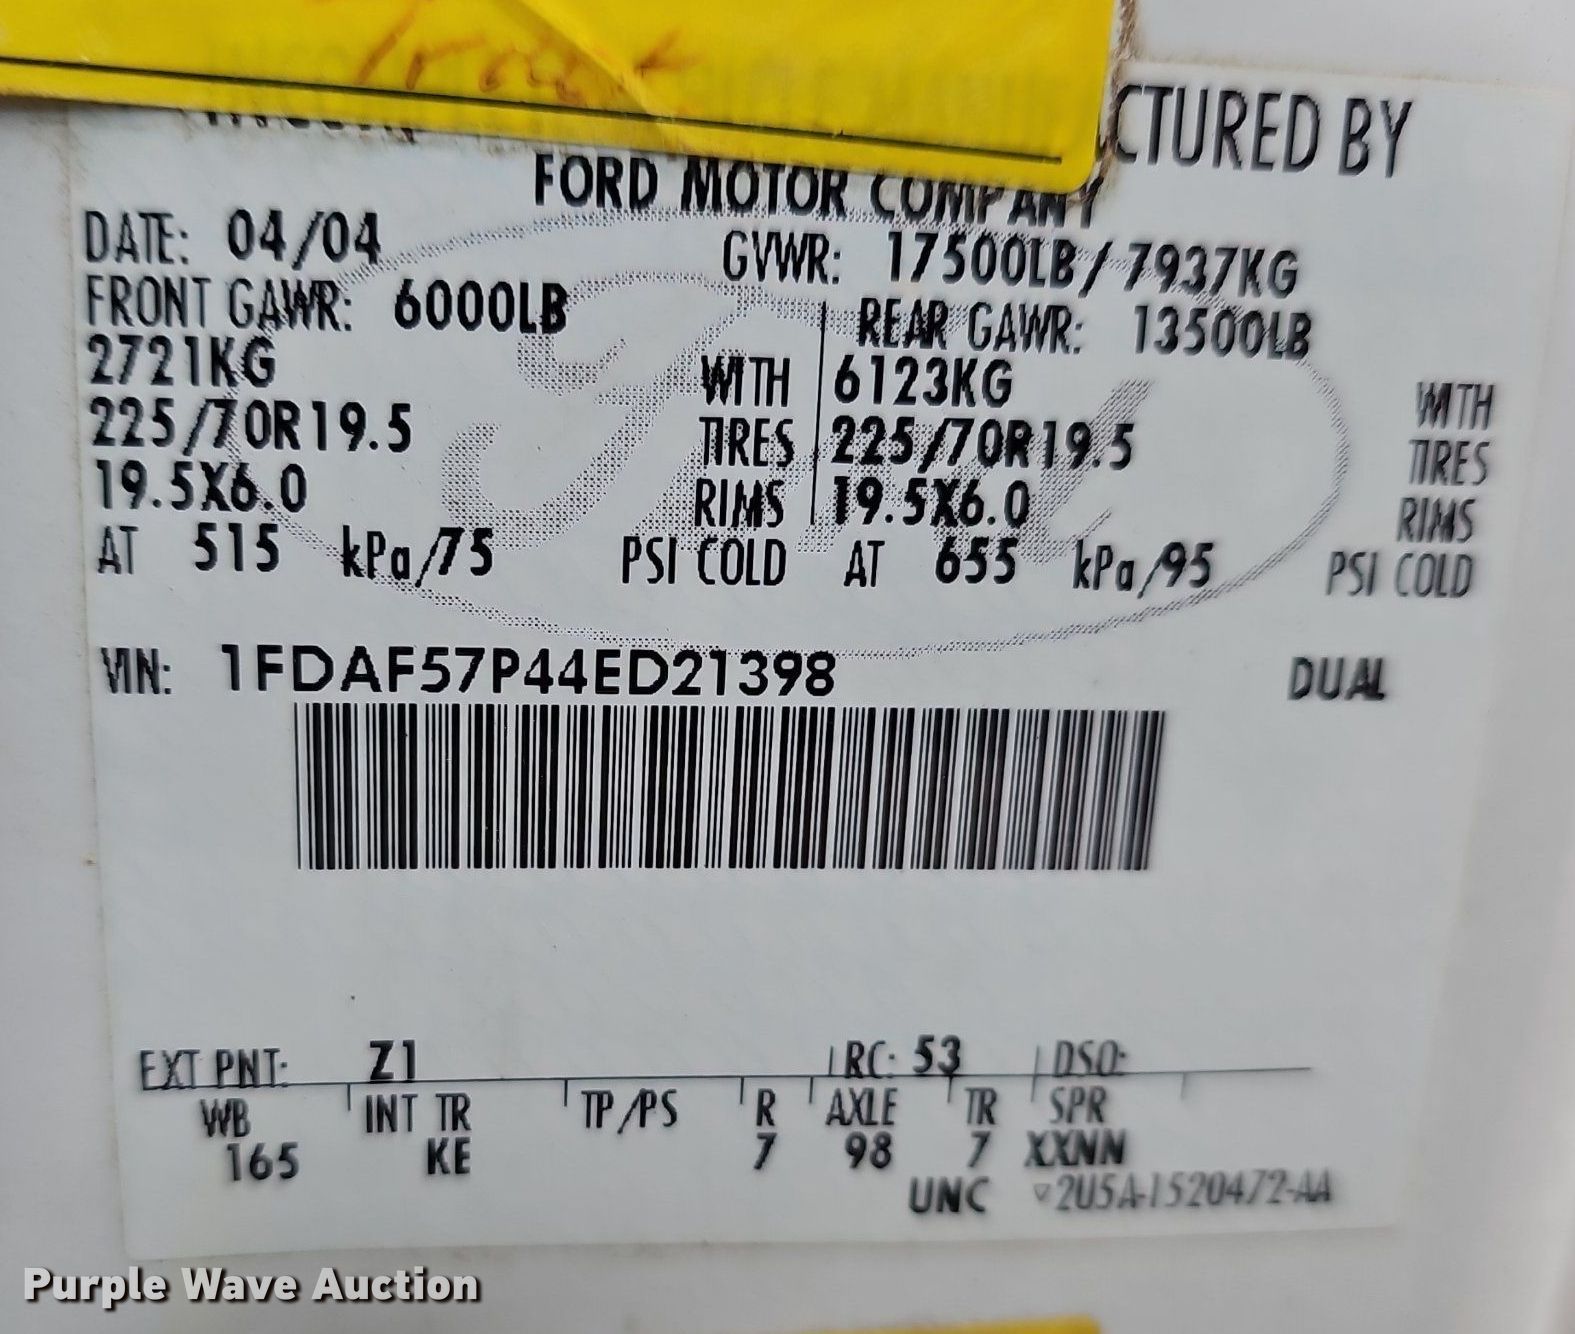 CTURED BY
FORD MOTOR COMPANY
DATE: 04/04 GVWR: 17500LB/7937KG
FRONT GAWR: 6000LB REAR GAWR: 13500LB
2721KG WITH 6123KG WITH
225/70R19.5 TIRES 225/70R19.5 TIRES
19.5X6.0 RIMS 19.5X6.0 RIMS
AT 515 kPa/75 PSI COLD AT 655 kPa/95 PSI COLD
VIN: 1FDAF57P44ED21398 DUAL
EXT PNT: Z1 RC: 53 DSO:
WB INT TR TP/PS R AXLE TR SPR
165 KE 7 98 7 XXNN
UNC ▽2U5A-1520472-AA
Purple Wave Auction